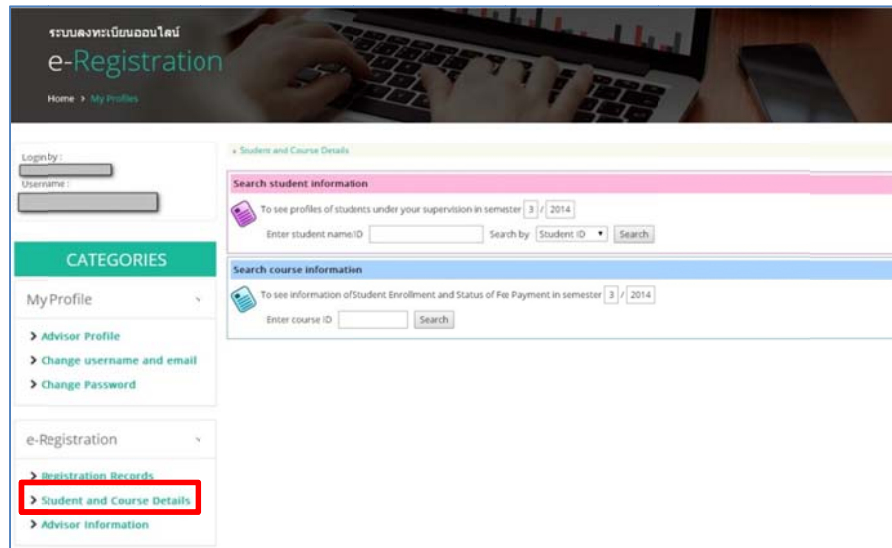 ระบบลงทะเบียนออนไลน์
e-Registration
Home > My Profiles
Login by :
Username :
CATEGORIES
My Profile
Advisor Profile
Change username and email
Change Password
e-Registration
Registration Records
Student and Course Details
Advisor Information
Student and Course Details
Search student information
To see profiles of students under your supervision in semester 3 / 2014
Enter student name/ID Search by Student ID Search
Search course information
To see information ofStudent Enrollment and Status of Fee Payment in semester 3 / 2014
Enter course ID Search